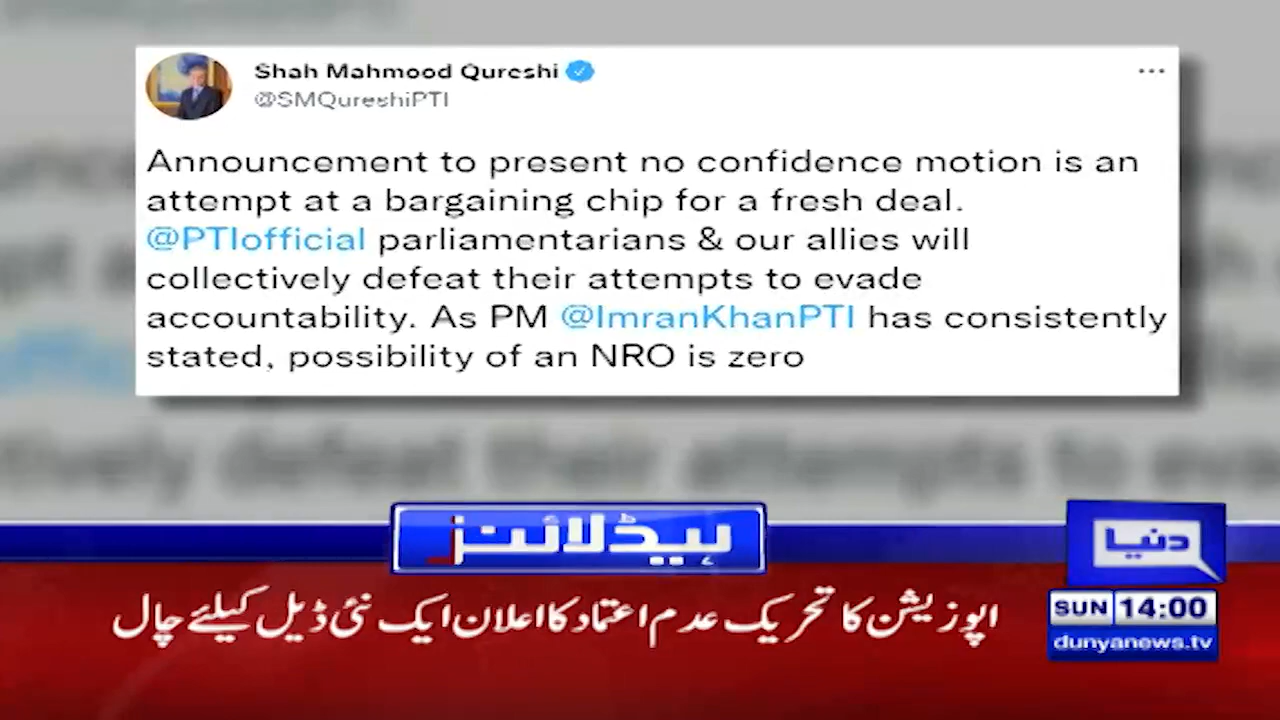 Shah Mahmood Qureshi
@SMQureshiPTI
Announcement to present no confidence motion is an
attempt at a bargaining chip for a fresh deal.
@PTIofficial parliamentarians & our allies will
collectively defeat their attempts to evade
accountability. As PM @ImranKhanPTI has consistently
stated, possibility of an NRO is zero
ہیڈلائنز
دنیا
اپوزیشن کا تحریک عدم اعتماد کا اعلان ایک نئی ڈیل کیلئے چال
SUN 14:00
dunyanews.tv